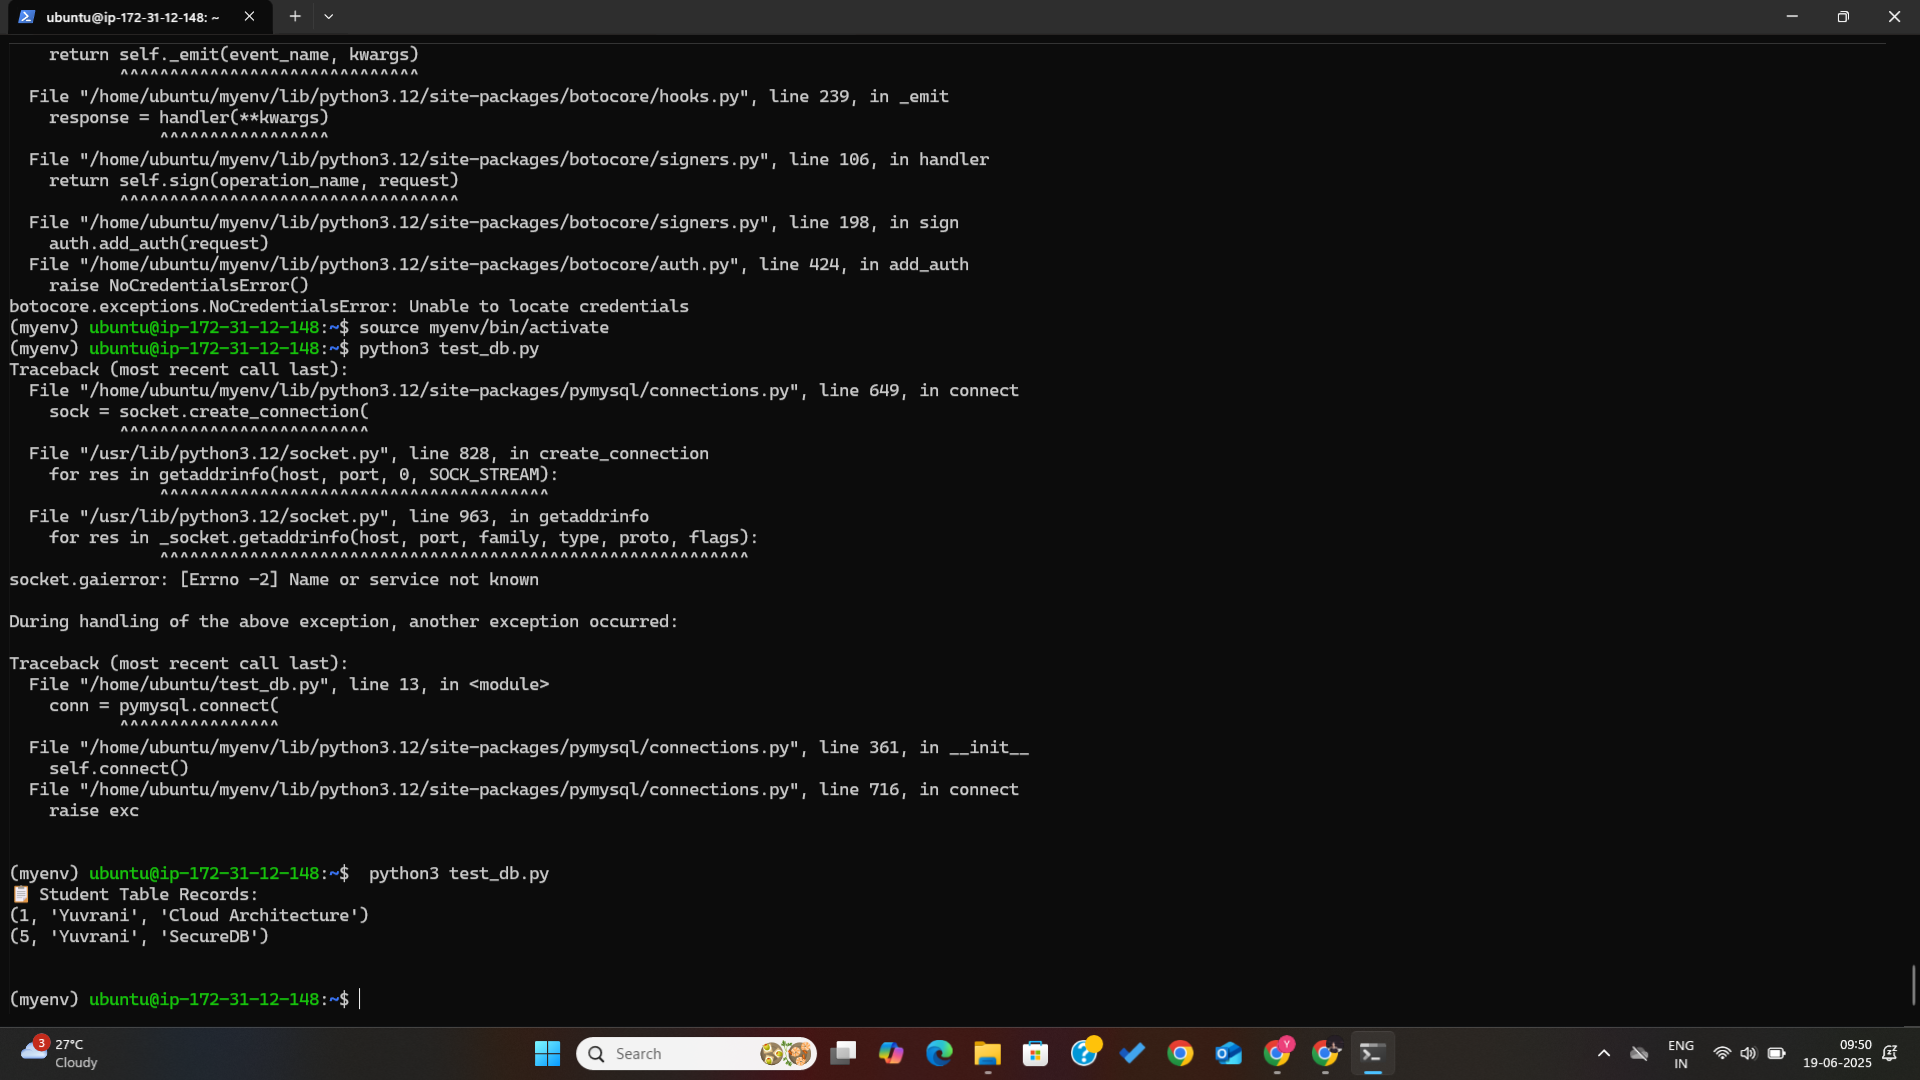 ubuntu@ip-172-31-12-148: ~
return self._emit(event_name, kwargs)
^^^^^^^^^^^^^^^^^^^^^^^^^^^^^^
File "/home/ubuntu/myenv/lib/python3.12/site-packages/botocore/hooks.py", line 239, in _emit
response = handler(**kwargs)
^^^^^^^^^^^^^^^^^
File "/home/ubuntu/myenv/lib/python3.12/site-packages/botocore/signers.py", line 106, in handler
return self.sign(operation_name, request)
^^^^^^^^^^^^^^^^^^^^^^^^^^^^^^^^^^
File "/home/ubuntu/myenv/lib/python3.12/site-packages/botocore/signers.py", line 198, in sign
auth.add_auth(request)
File "/home/ubuntu/myenv/lib/python3.12/site-packages/botocore/auth.py", line 424, in add_auth
raise NoCredentialsError()
botocore.exceptions.NoCredentialsError: Unable to locate credentials
(myenv) ubuntu@ip-172-31-12-148:~$ source myenv/bin/activate
(myenv) ubuntu@ip-172-31-12-148:~$ python3 test_db.py
Traceback (most recent call last):
File "/home/ubuntu/myenv/lib/python3.12/site-packages/pymysql/connections.py", line 649, in connect
sock = socket.create_connection(
^^^^^^^^^^^^^^^^^^^^^^^^^
File "/usr/lib/python3.12/socket.py", line 828, in create_connection
for res in getaddrinfo(host, port, 0, SOCK_STREAM):
^^^^^^^^^^^^^^^^^^^^^^^^^^^^^^^^^^^^^^^
File "/usr/lib/python3.12/socket.py", line 963, in getaddrinfo
for res in _socket.getaddrinfo(host, port, family, type, proto, flags):
^^^^^^^^^^^^^^^^^^^^^^^^^^^^^^^^^^^^^^^^^^^^^^^^^^^^^^^^^^^
socket.gaierror: [Errno -2] Name or service not known
During handling of the above exception, another exception occurred:
Traceback (most recent call last):
File "/home/ubuntu/test_db.py", line 13, in <module>
conn = pymysql.connect(
^^^^^^^^^^^^^^^^
File "/home/ubuntu/myenv/lib/python3.12/site-packages/pymysql/connections.py", line 361, in __init__
self.connect()
File "/home/ubuntu/myenv/lib/python3.12/site-packages/pymysql/connections.py", line 716, in connect
raise exc
(myenv) ubuntu@ip-172-31-12-148:~$  python3 test_db.py
📋 Student Table Records:
(1, 'Yuvrani', 'Cloud Architecture')
(5, 'Yuvrani', 'SecureDB')
(myenv) ubuntu@ip-172-31-12-148:~$
3
27°C
Cloudy
Search
Y
ENG
IN
09:50
19-06-2025